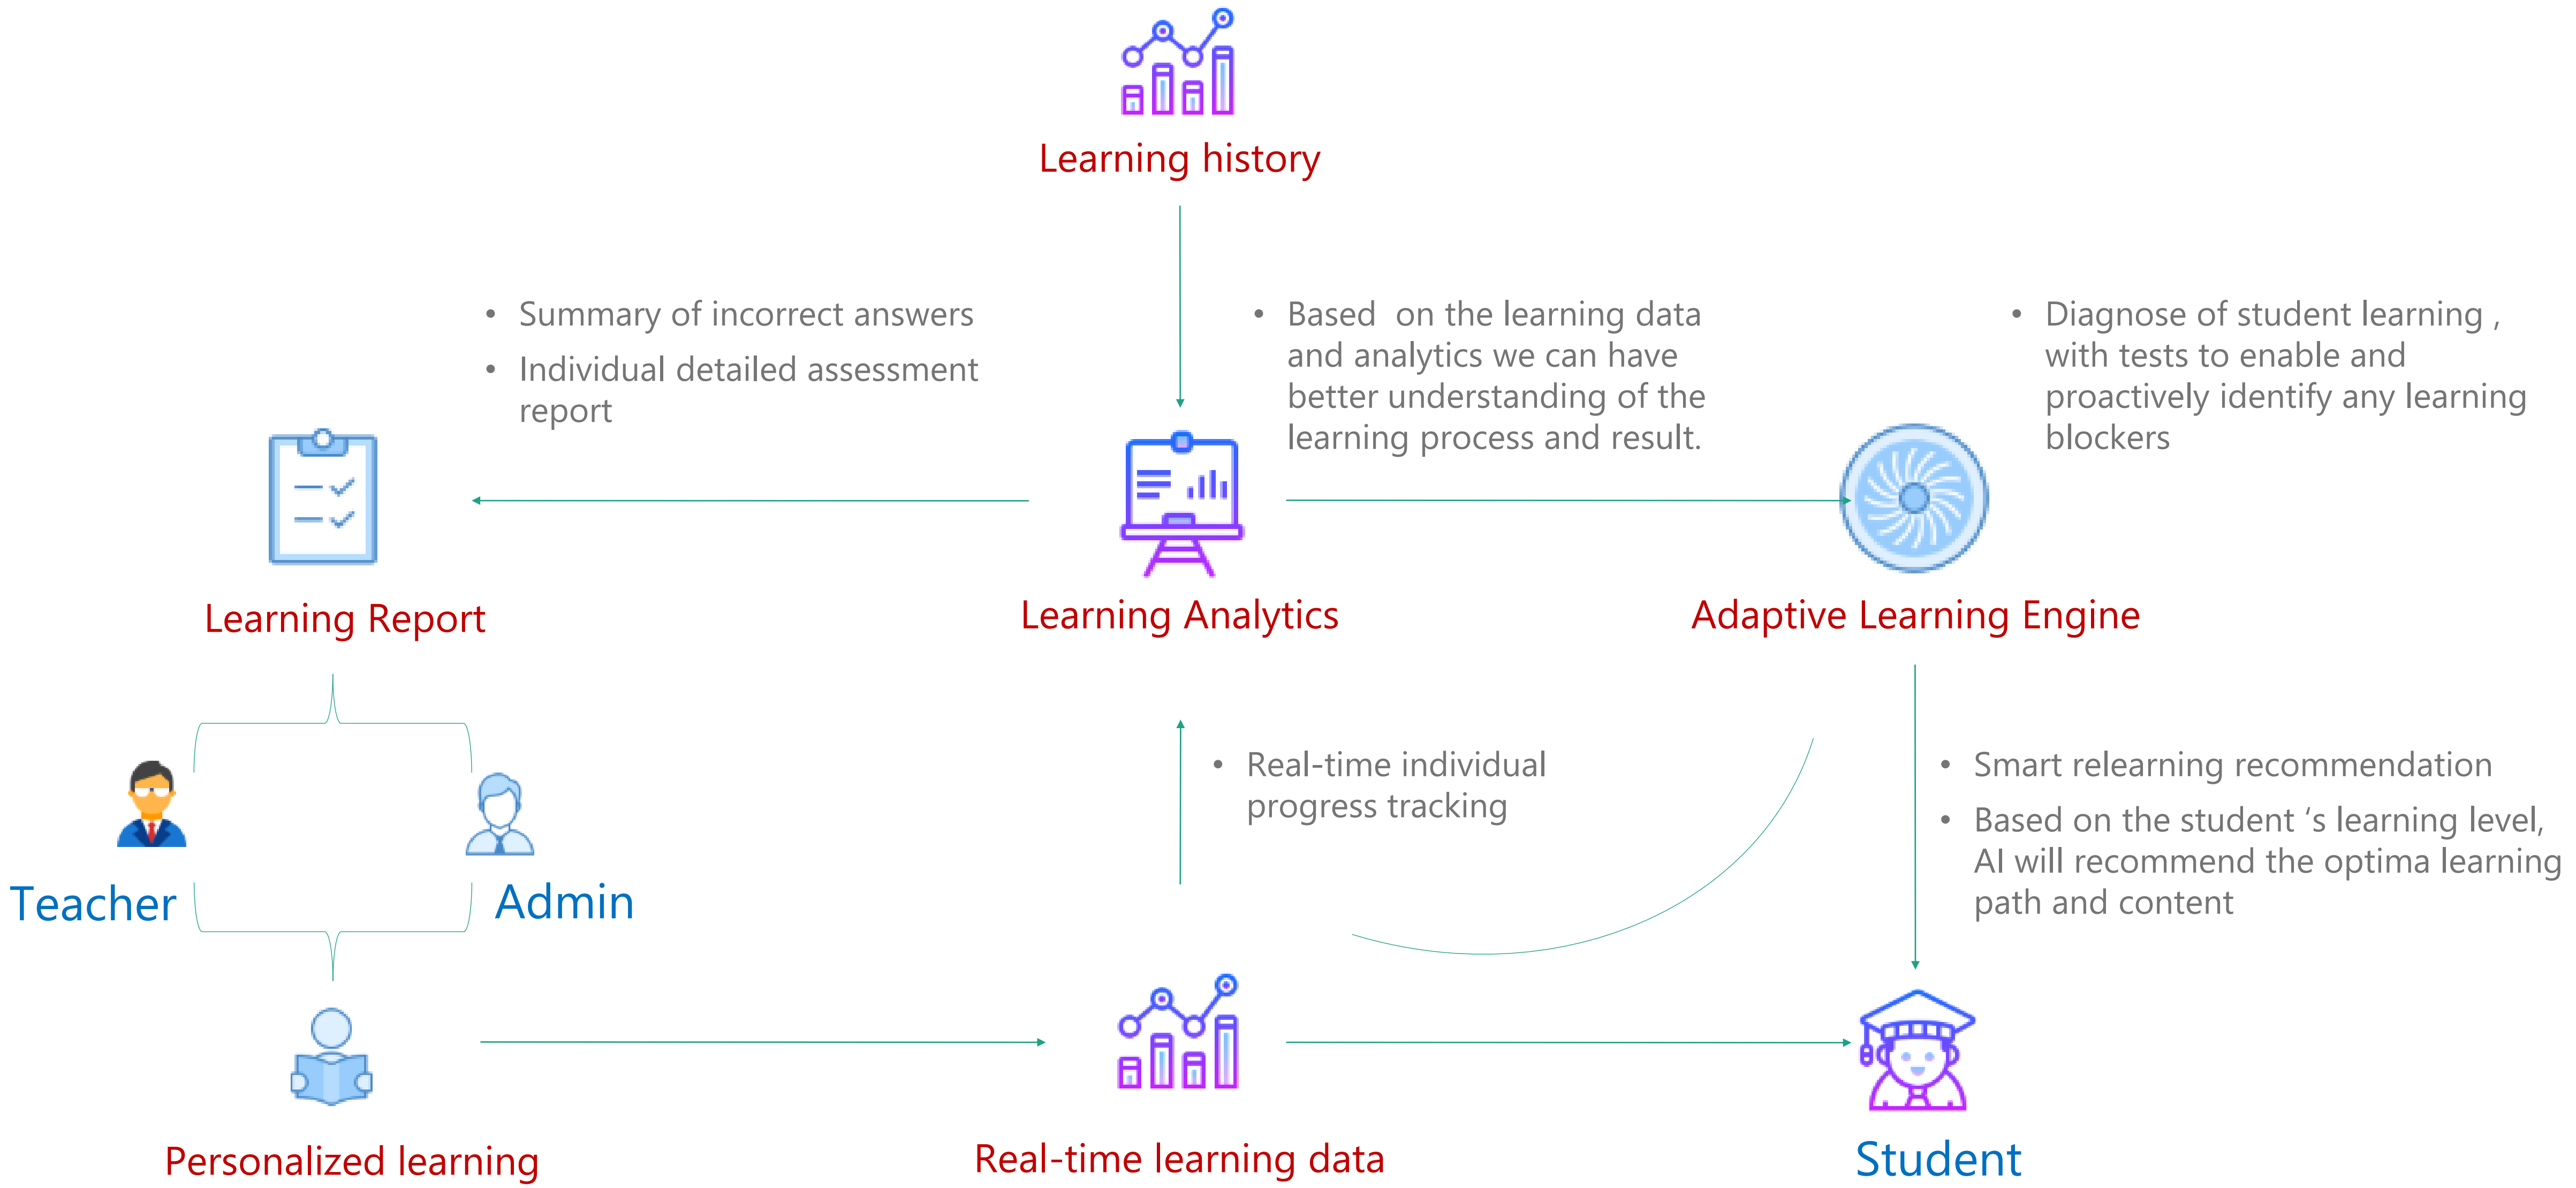 Learning history
• Summary of incorrect answers
• Individual detailed assessment
report
• Based  on the learning data
and analytics we can have
better understanding of the
learning process and result.
• Diagnose of student learning ,
with tests to enable and
proactively identify any learning
blockers
Learning Report
Learning Analytics
Adaptive Learning Engine
• Real-time individual
progress tracking
• Smart relearning recommendation
• Based on the student ‘s learning level,
AI will recommend the optima learning
path and content
Teacher
Admin
Personalized learning
Real-time learning data
Student